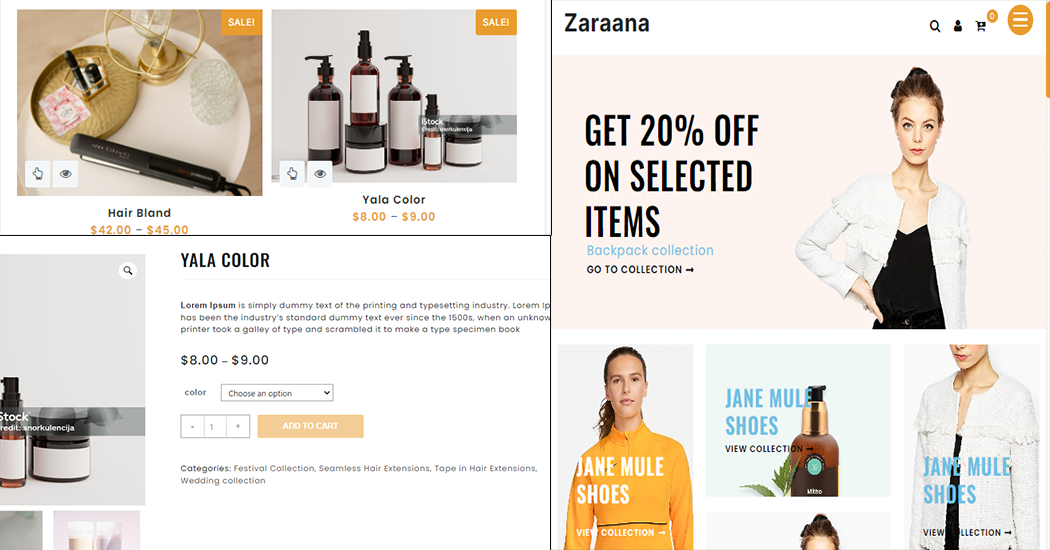 SALE!
SALE!
iStock
Credit: snorkulencija
Hair Bland
$42.00 – $45.00
Yala Color
$8.00 – $9.00
YALA COLOR
Lorem Ipsum is simply dummy text of the printing and typesetting industry. Lorem Ip
has been the industry's standard dummy text ever since the 1500s, when an unknow
printer took a galley of type and scrambled it to make a type specimen book
$8.00 – $9.00
color
Choose an option
- 1 +
ADD TO CART
Categories: Festival Collection, Seamless Hair Extensions, Tape in Hair Extensions,
Wedding collection
Stock
redit: snorkulencija
Zaraana
0
GET 20% OFF
ON SELECTED
ITEMS
Backpack collection
GO TO COLLECTION ➞
JANE MULE
SHOES
VIEW COLLECTION ➞
JANE MULE
SHOES
VIEW COLLECTION ➞
Mitho
JANE MULE
SHOES
VIEW COLLECTION ➞